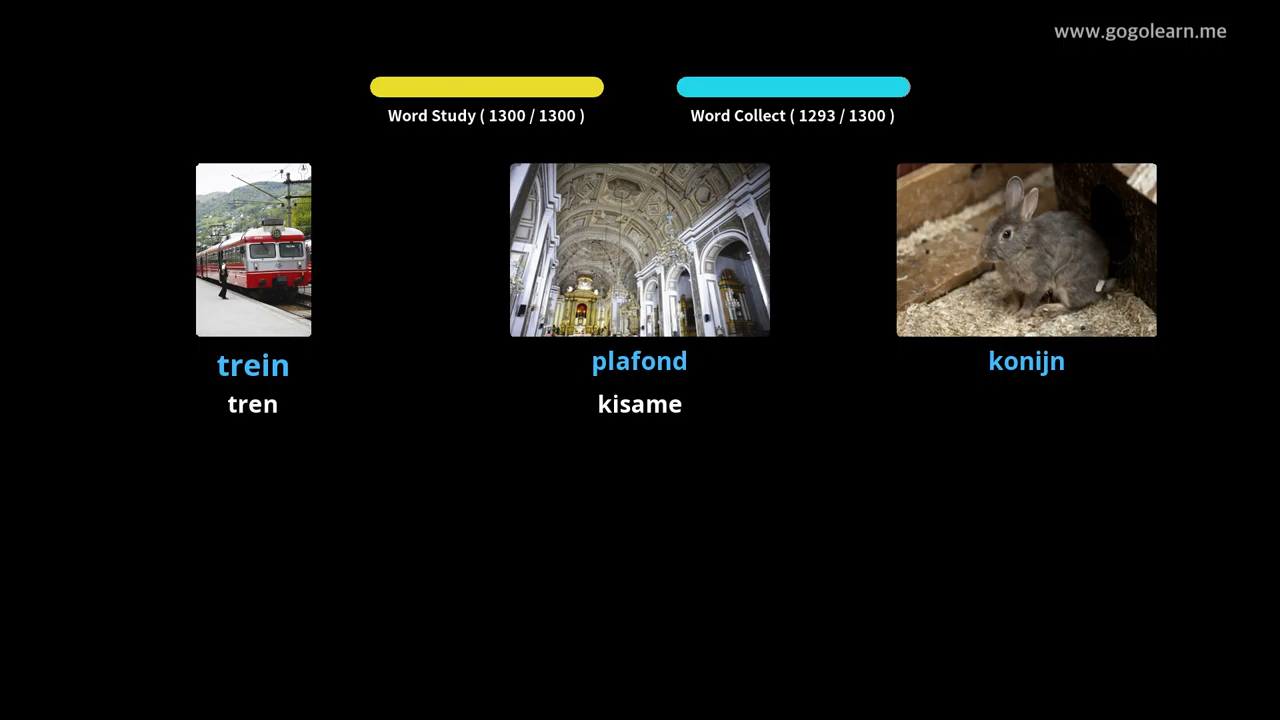 www.gogolearn.me
Word Study ( 1300 / 1300 )
Word Collect ( 1293 / 1300 )
trein
plafond
konijn
tren
kisame